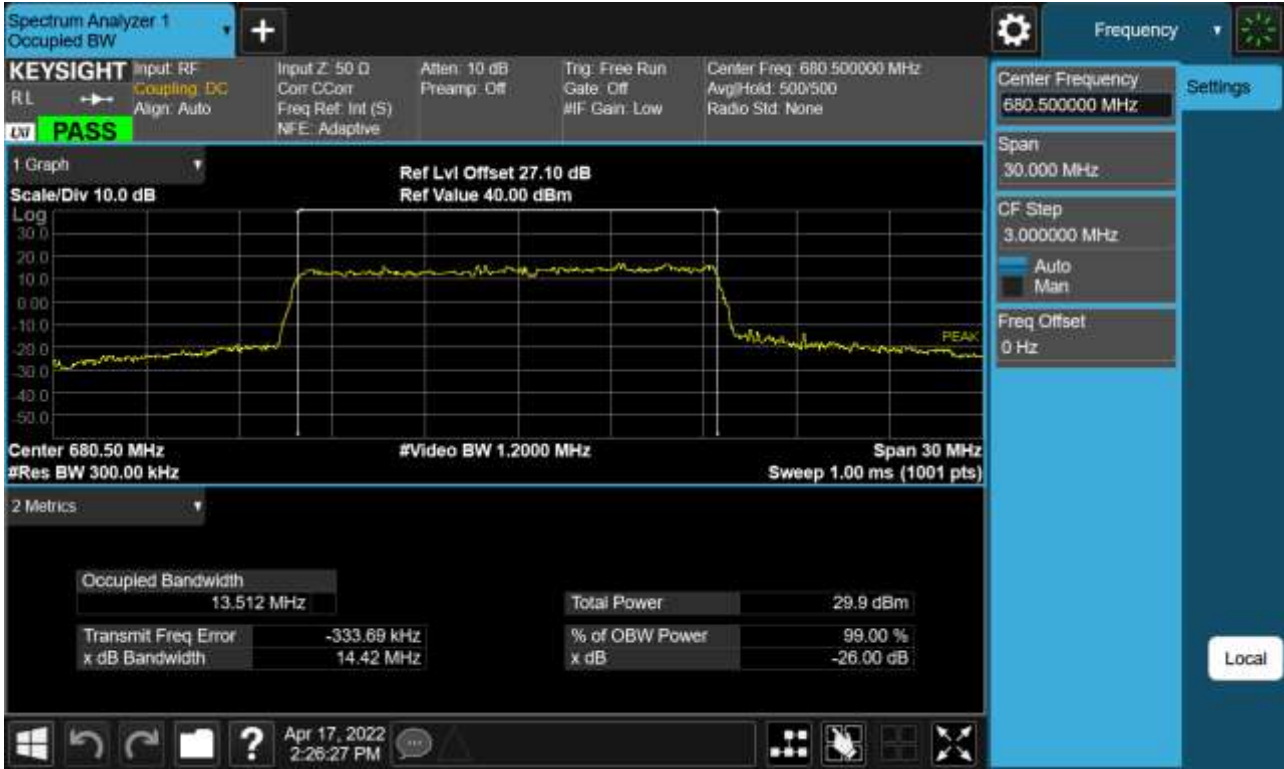 Spectrum Analyzer 1
Occupied BW
+
Frequency
KEYSIGHT
RL
LXI
PASS
Input: RF
Coupling: DC
Align: Auto
Input Z: 50 Ω
Corr CCorr
Freq Ref: Int (S)
NFE: Adaptive
Atten: 10 dB
Preamp: Off
Trig: Free Run
Gate: Off
#IF Gain: Low
Center Freq: 680.500000 MHz
Avg|Hold: 500/500
Radio Std: None
Center Frequency
680.500000 MHz
Settings
Span
30.000 MHz
CF Step
3.000000 MHz
Auto
Man
Freq Offset
0 Hz
1 Graph
Scale/Div 10.0 dB
Ref Lvl Offset 27.10 dB
Ref Value 40.00 dBm
Log
30.0
20.0
10.0
0.00
-10.0
-20.0
-30.0
-40.0
-50.0
PEAK
Center 680.50 MHz
#Video BW 1.2000 MHz
Span 30 MHz
#Res BW 300.00 kHz
Sweep 1.00 ms (1001 pts)
2 Metrics
Occupied Bandwidth
13.512 MHz
Total Power 29.9 dBm
Transmit Freq Error -333.69 kHz
% of OBW Power 99.00 %
x dB Bandwidth 14.42 MHz
x dB -26.00 dB
Local
?
Apr 17, 2022
2:26:27 PM